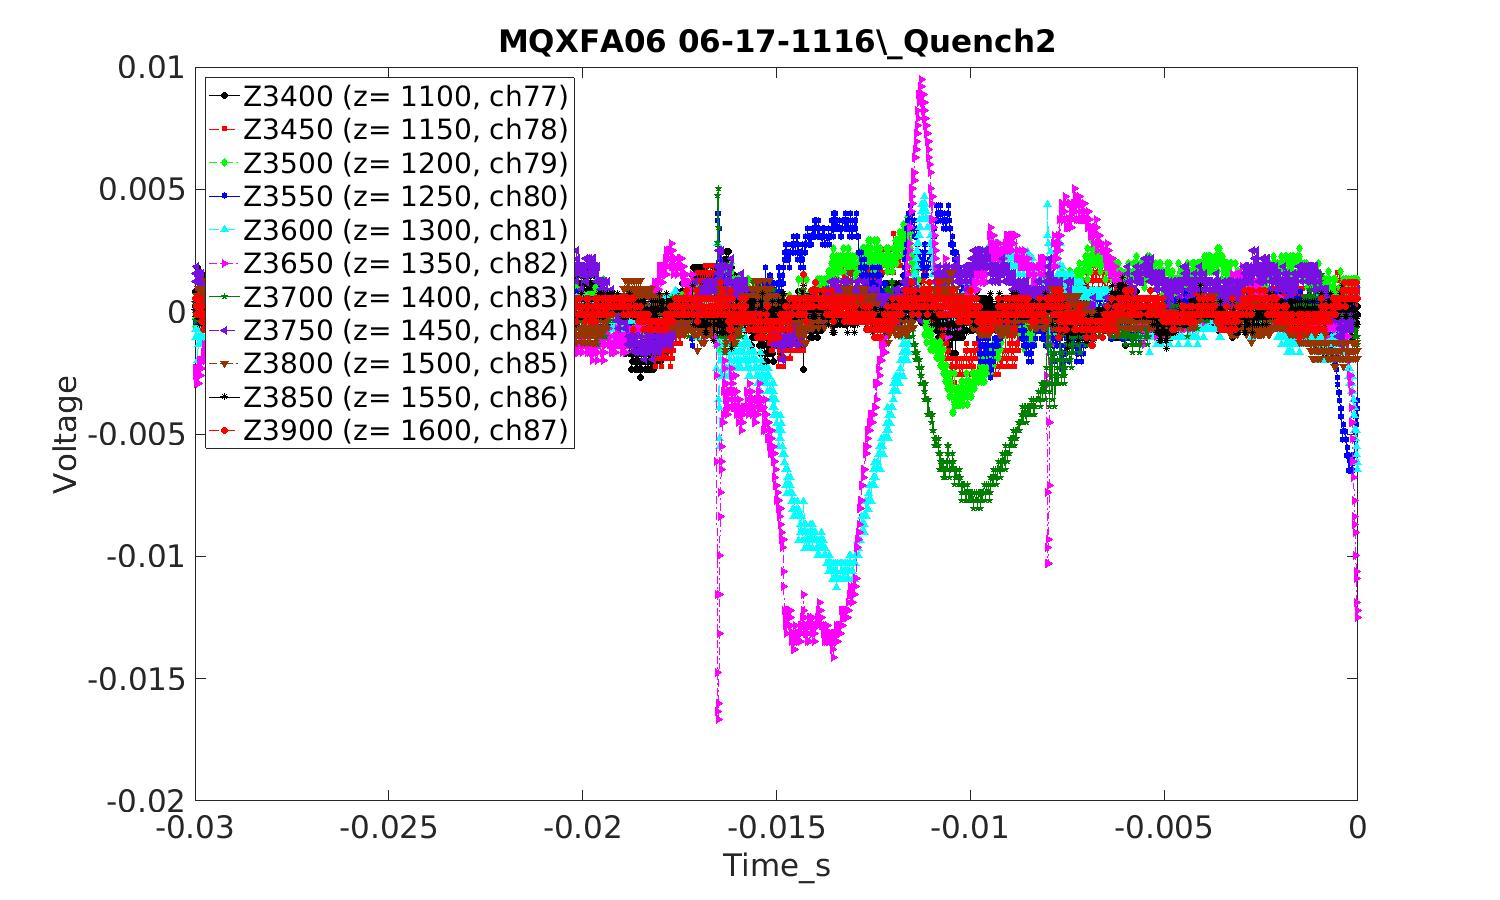 MQXFA06 06-17-1116\_Quench2
0.01
0.005
0
-0.005
-0.01
-0.015
-0.02
Voltage
Z3400 (z= 1100, ch77)
Z3450 (z= 1150, ch78)
Z3500 (z= 1200, ch79)
Z3550 (z= 1250, ch80)
Z3600 (z= 1300, ch81)
Z3650 (z= 1350, ch82)
Z3700 (z= 1400, ch83)
Z3750 (z= 1450, ch84)
Z3800 (z= 1500, ch85)
Z3850 (z= 1550, ch86)
Z3900 (z= 1600, ch87)
-0.03 -0.025 -0.02 -0.015 -0.01 -0.005 0
Time_s